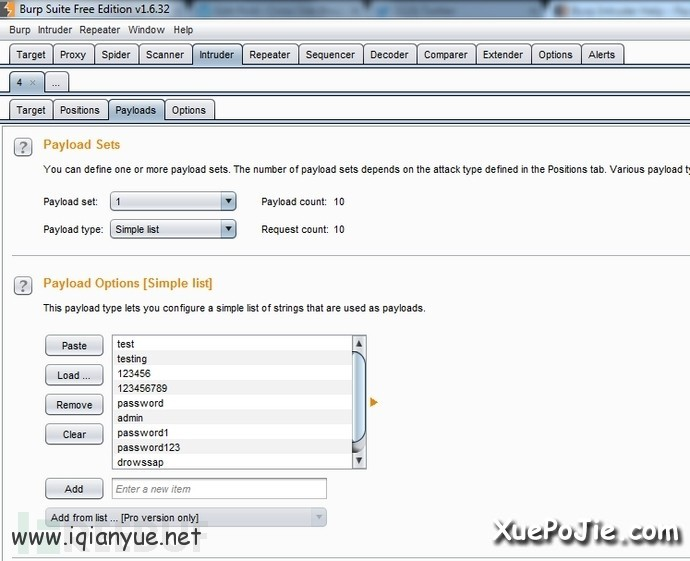 Burp Suite Free Edition v1.6.32
Burp Intruder Repeater Window Help
Target Proxy Spider Scanner Intruder Repeater Sequencer Decoder Comparer Extender Options Alerts
4 × ...
Target Positions Payloads Options
? Payload Sets
You can define one or more payload sets. The number of payload sets depends on the attack type defined in the Positions tab. Various payload ty
Payload set: 1 Payload count: 10
Payload type: Simple list Request count: 10
? Payload Options [Simple list]
This payload type lets you configure a simple list of strings that are used as payloads.
Paste
Load ...
Remove
Clear
test
testing
123456
123456789
password
admin
password1
password123
drowssap
Add Enter a new item
Add from list ... [Pro version only]
www.iqianyue.net
XuePoJie.com